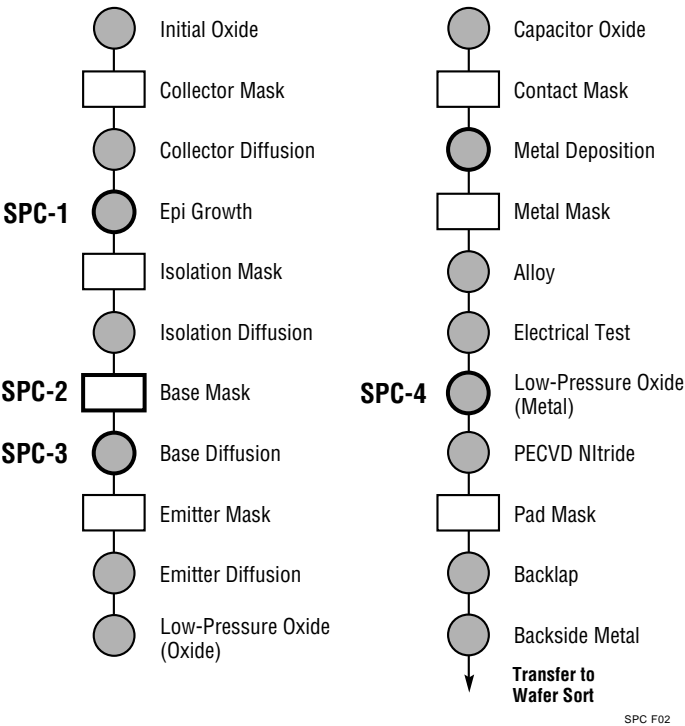 Initial Oxide
Collector Mask
Collector Diffusion
SPC-1 Epi Growth
Isolation Mask
Isolation Diffusion
SPC-2 Base Mask
SPC-3 Base Diffusion
Emitter Mask
Emitter Diffusion
Low-Pressure Oxide
(Oxide)
Capacitor Oxide
Contact Mask
Metal Deposition
Metal Mask
Alloy
Electrical Test
SPC-4 Low-Pressure Oxide
(Metal)
PECVD NItride
Pad Mask
Backlap
Backside Metal
Transfer to
Wafer Sort
SPC F02